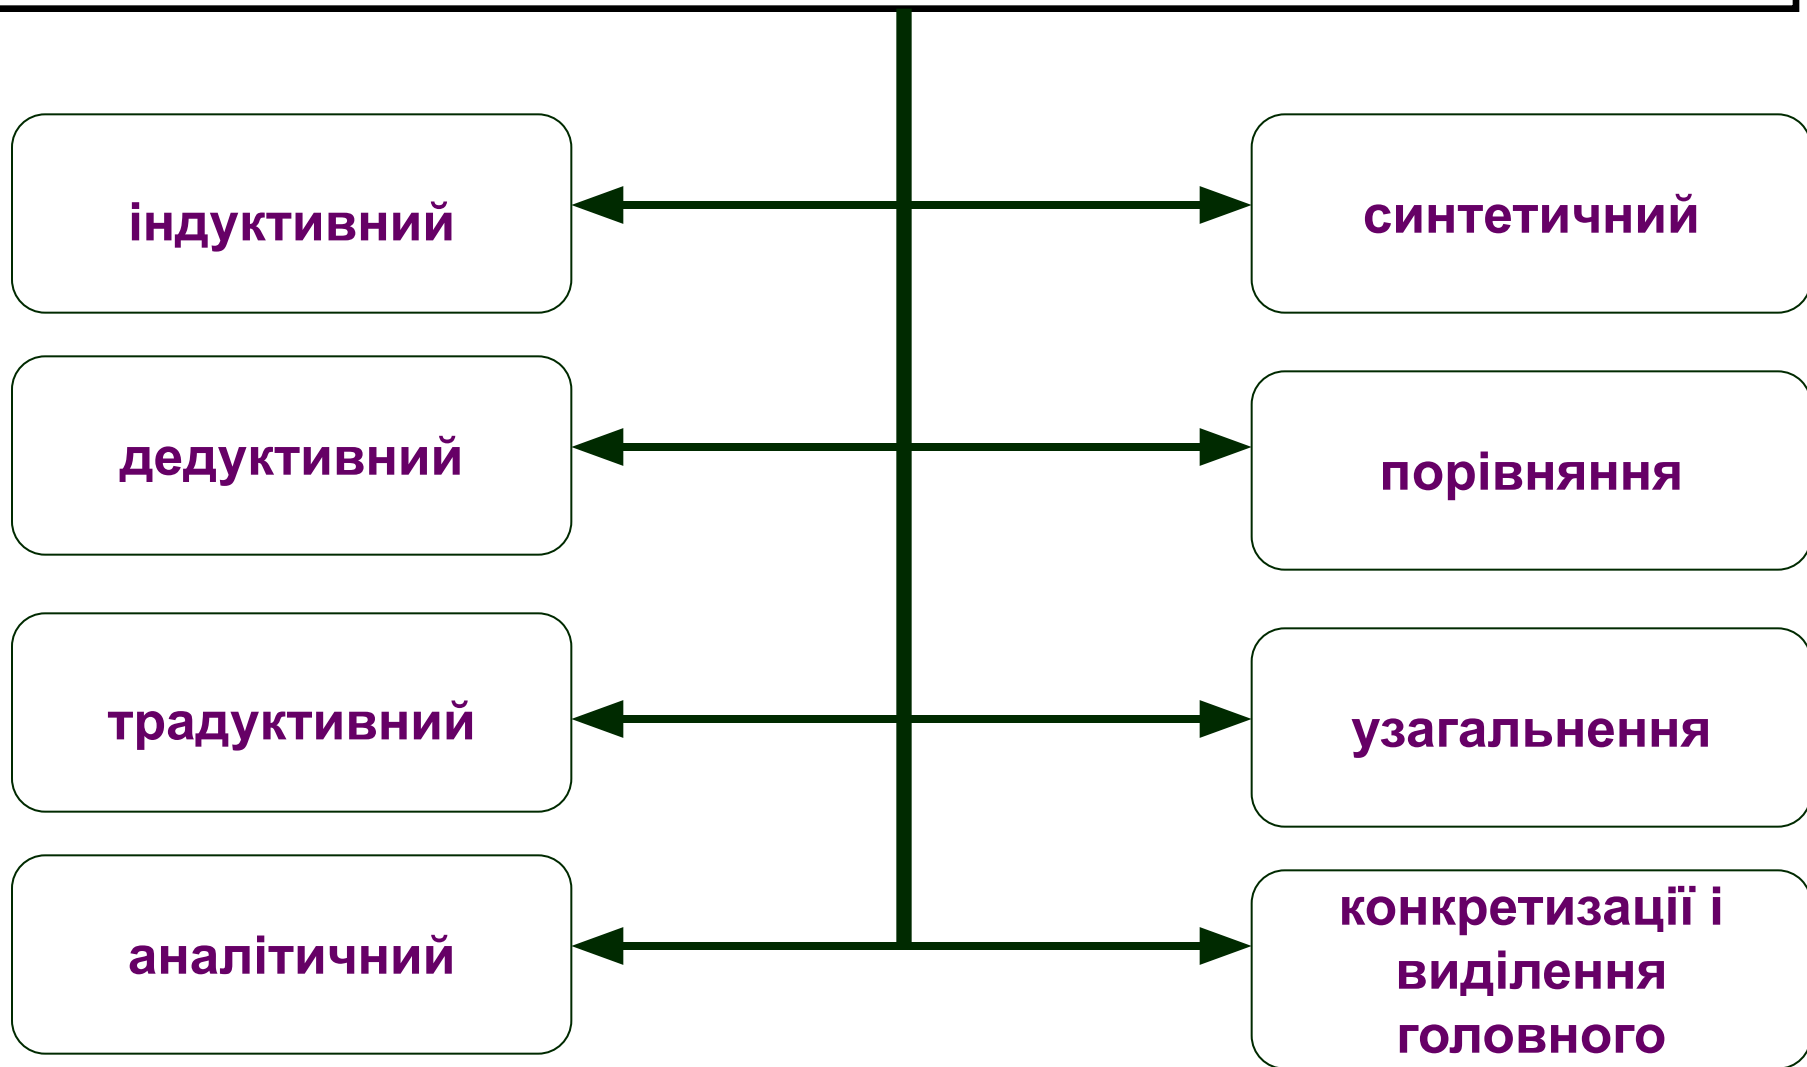 індуктивний
синтетичний
дедуктивний
порівняння
традуктивний
узагальнення
аналітичний
конкретизації і
виділення
головного